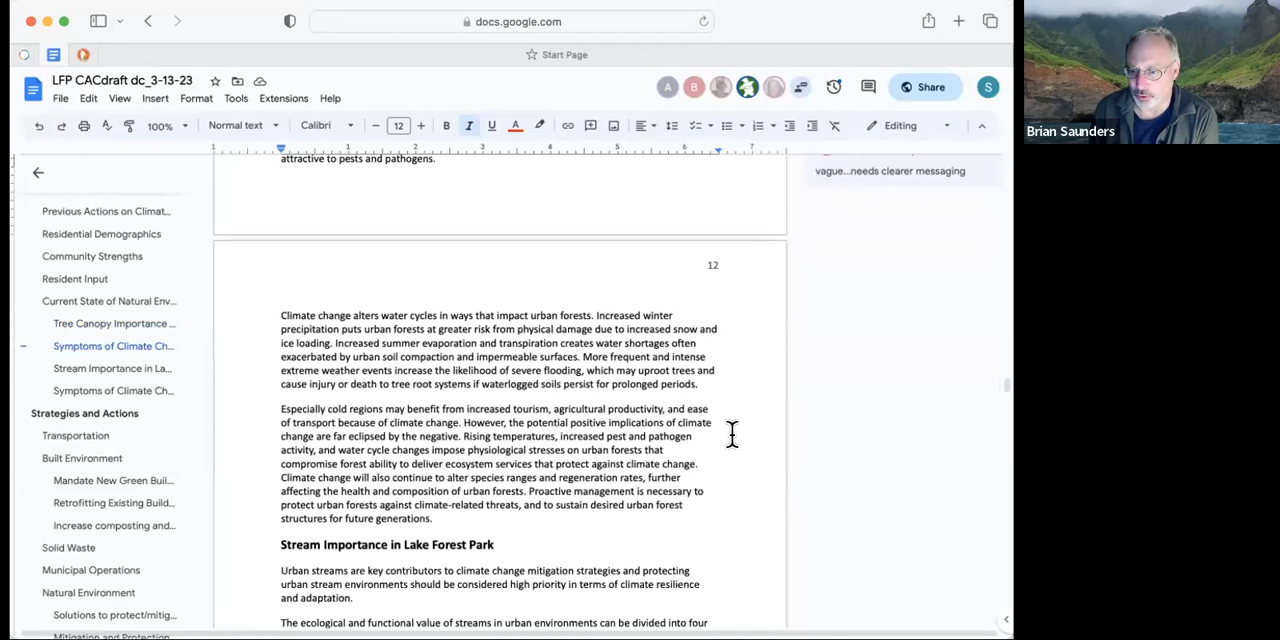 docs.google.com
Start Page
LFP CACdraft dc_3-13-23
File Edit View Insert Format Tools Extensions Help
A B Share S
100% Normal text Calibri 12 B I U A Editing
1 1 2 3 4 5 6 7
attractive to pests and pathogens.
vague...needs clearer messaging
Previous Actions on Climat...
Residential Demographics
Community Strengths
Resident Input
Current State of Natural Env...
Tree Canopy Importance ...
Symptoms of Climate Ch...
Stream Importance in La...
Symptoms of Climate Ch...
Strategies and Actions
Transportation
Built Environment
Mandate New Green Buil...
Retrofitting Existing Build...
Increase composting and...
Solid Waste
Municipal Operations
Natural Environment
Solutions to protect/mitig...
Mitigation and Protection
12
Climate change alters water cycles in ways that impact urban forests. Increased winter
precipitation puts urban forests at greater risk from physical damage due to increased snow and
ice loading. Increased summer evaporation and transpiration creates water shortages often
exacerbated by urban soil compaction and impermeable surfaces. More frequent and intense
extreme weather events increase the likelihood of severe flooding, which may uproot trees and
cause injury or death to tree root systems if waterlogged soils persist for prolonged periods.
Especially cold regions may benefit from increased tourism, agricultural productivity, and ease
of transport because of climate change. However, the potential positive implications of climate
change are far eclipsed by the negative. Rising temperatures, increased pest and pathogen
activity, and water cycle changes impose physiological stresses on urban forests that
compromise forest ability to deliver ecosystem services that protect against climate change.
Climate change will also continue to alter species ranges and regeneration rates, further
affecting the health and composition of urban forests. Proactive management is necessary to
protect urban forests against climate-related threats, and to sustain desired urban forest
structures for future generations.
Stream Importance in Lake Forest Park
Urban streams are key contributors to climate change mitigation strategies and protecting
urban stream environments should be considered high priority in terms of climate resilience
and adaptation.
The ecological and functional value of streams in urban environments can be divided into four
Brian Saunders